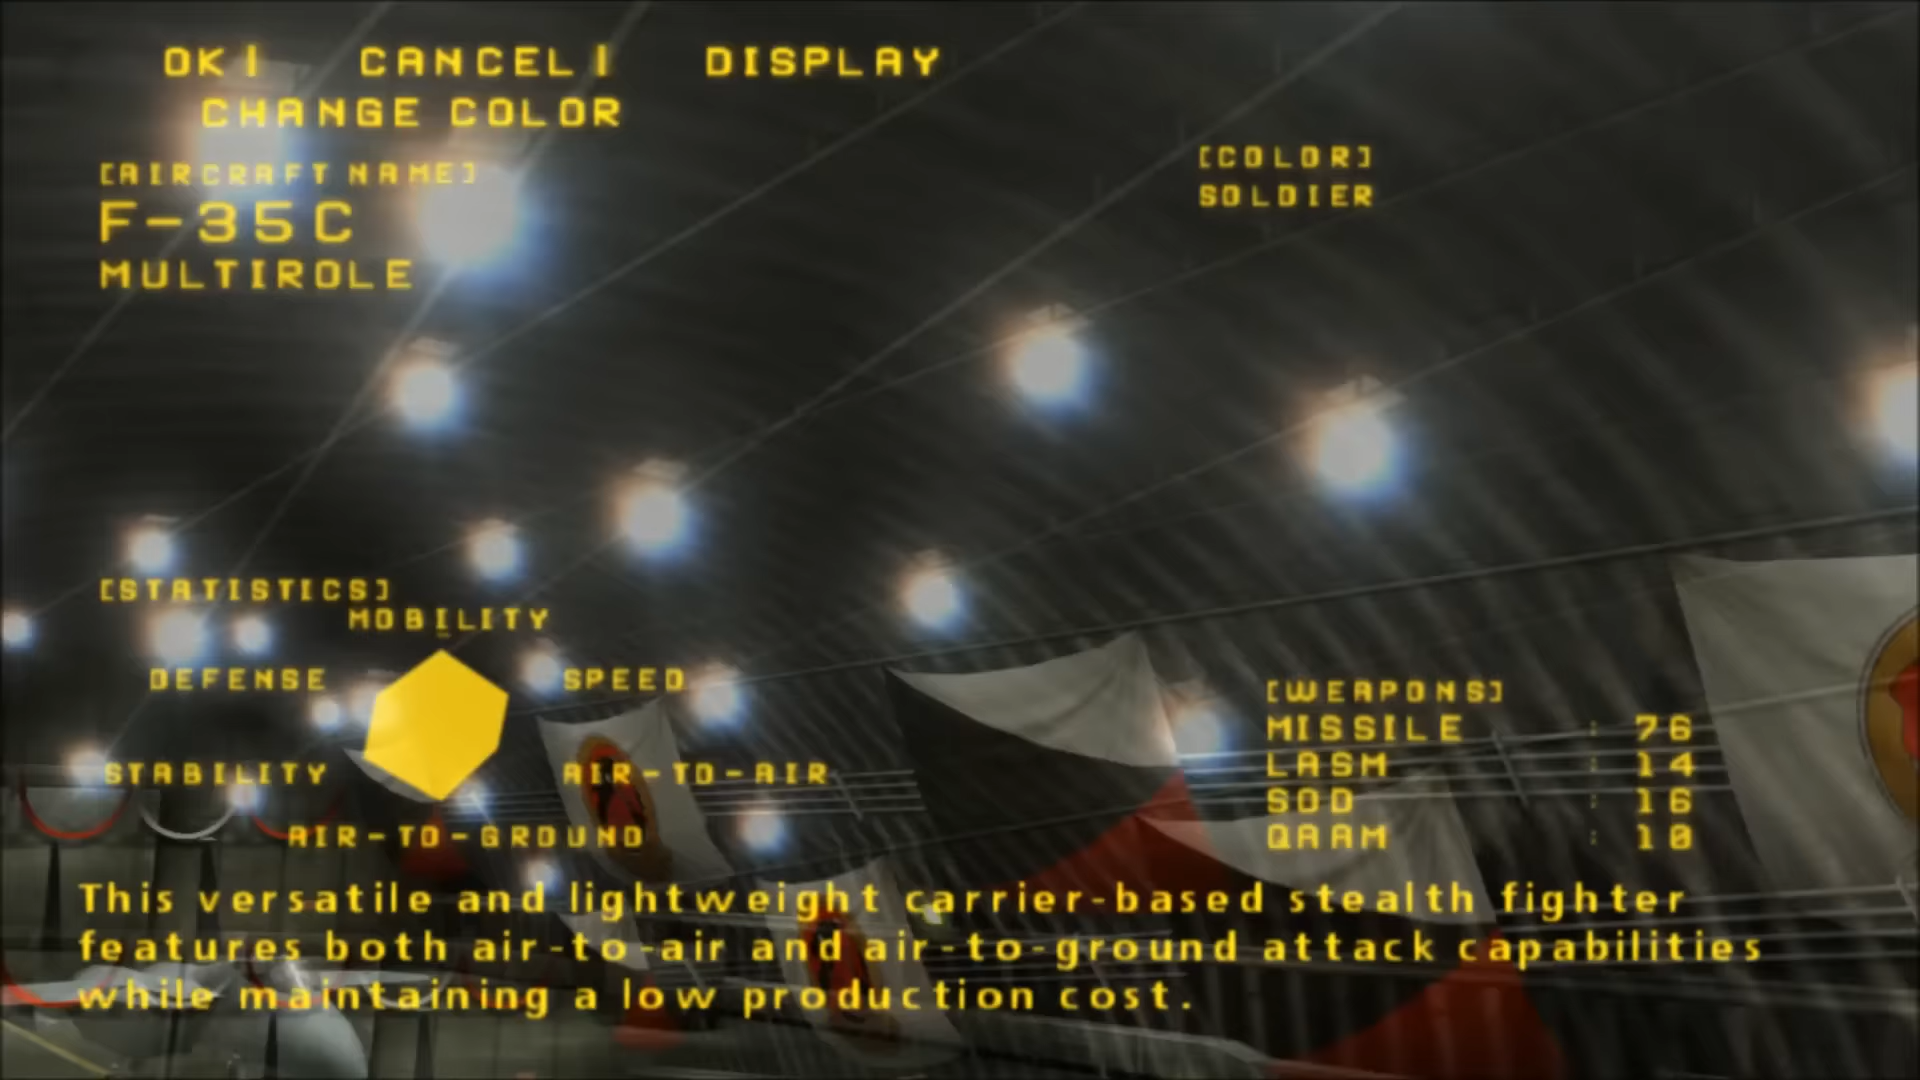 OK | CANCEL | DISPLAY
CHANGE COLOR
[AIRCRAFT NAME]
F-35C
MULTIROLE
[COLOR]
SOLDIER
[STATISTICS]
MOBILITY
DEFENSE SPEED
STABILITY AIR-TO-AIR
AIR-TO-GROUND
[WEAPONS]
MISSILE : 76
LASM : 14
SOD : 16
QAAM : 10
This versatile and lightweight carrier-based stealth fighter
features both air-to-air and air-to-ground attack capabilities
while maintaining a low production cost.